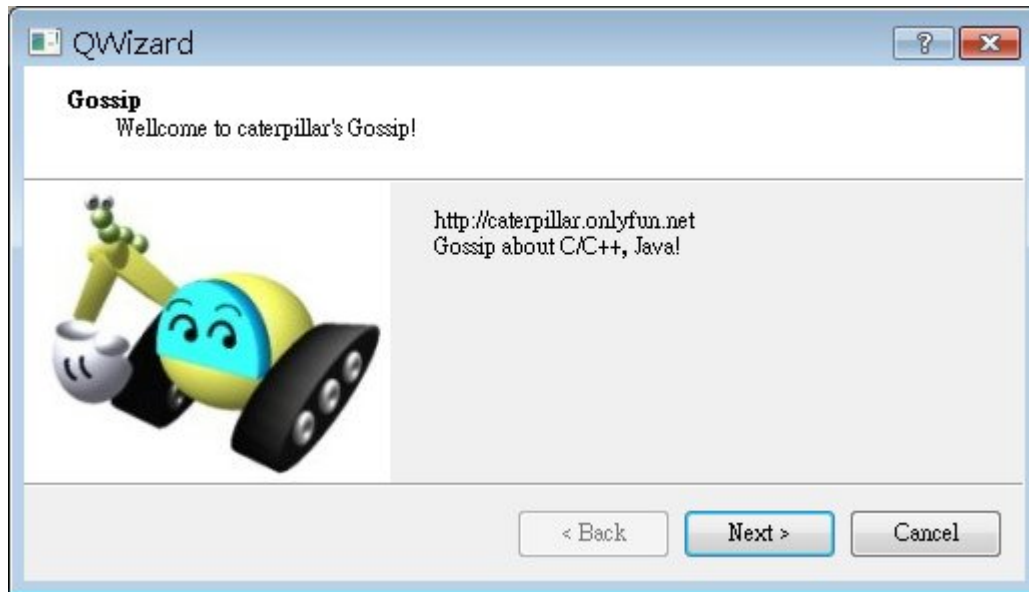 QWizard
Gossip
Wellcome to caterpillar's Gossip!
http://caterpillar.onlyfun.net
Gossip about C/C++, Java!
< Back
Next >
Cancel